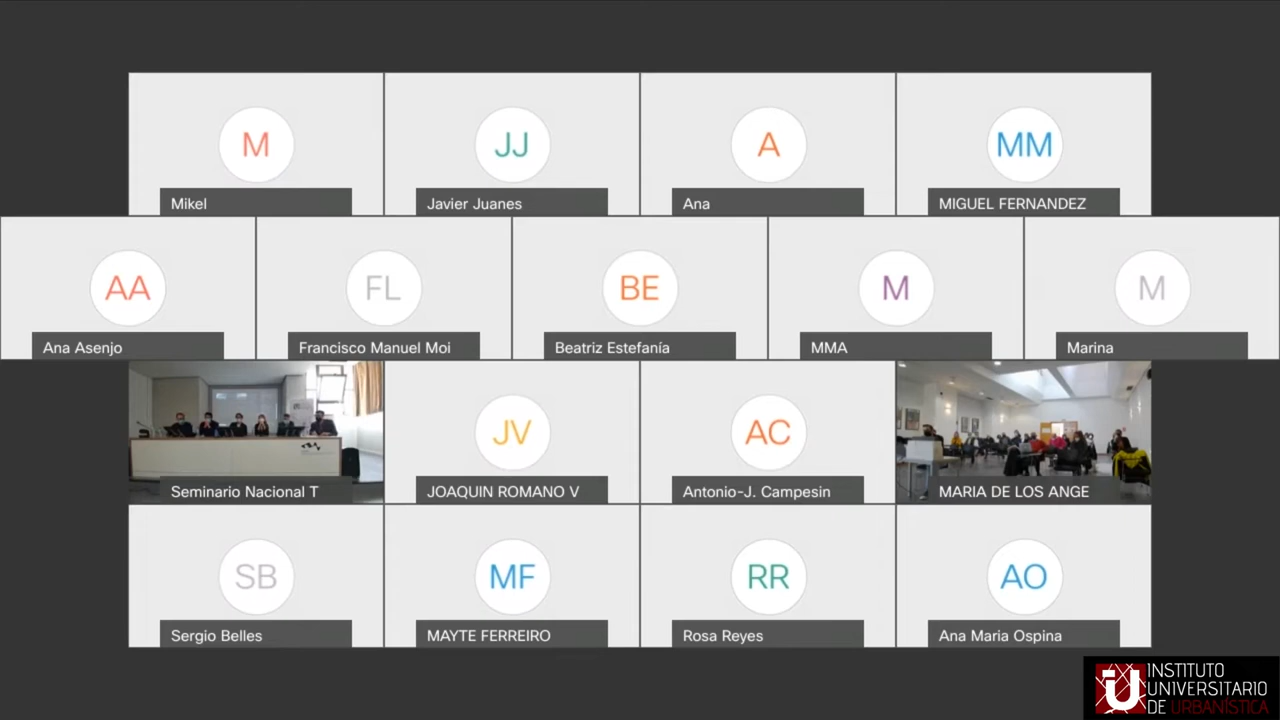 M
Mikel
JJ
Javier Juanes
A
Ana
MM
MIGUEL FERNANDEZ
AA
Ana Asenjo
FL
Francisco Manuel Moi
BE
Beatriz Estefanía
M
MMA
M
Marina
Seminario Nacional T
JV
JOAQUIN ROMANO V
AC
Antonio-J. Campesin
MARIA DE LOS ANGE
SB
Sergio Belles
MF
MAYTE FERREIRO
RR
Rosa Reyes
AO
Ana Maria Ospina
iU
INSTITUTO
UNIVERSITARIO
DE URBANÍSTICA